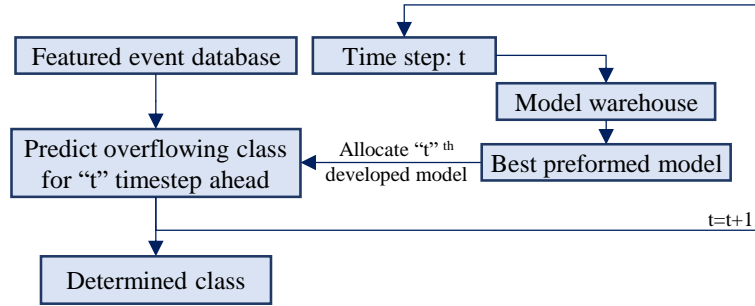 Featured event database
Time step: t
Model warehouse
Predict overflowing class
for “t” timestep ahead
Allocate “t” th
developed model
Best preformed model
t=t+1
Determined class